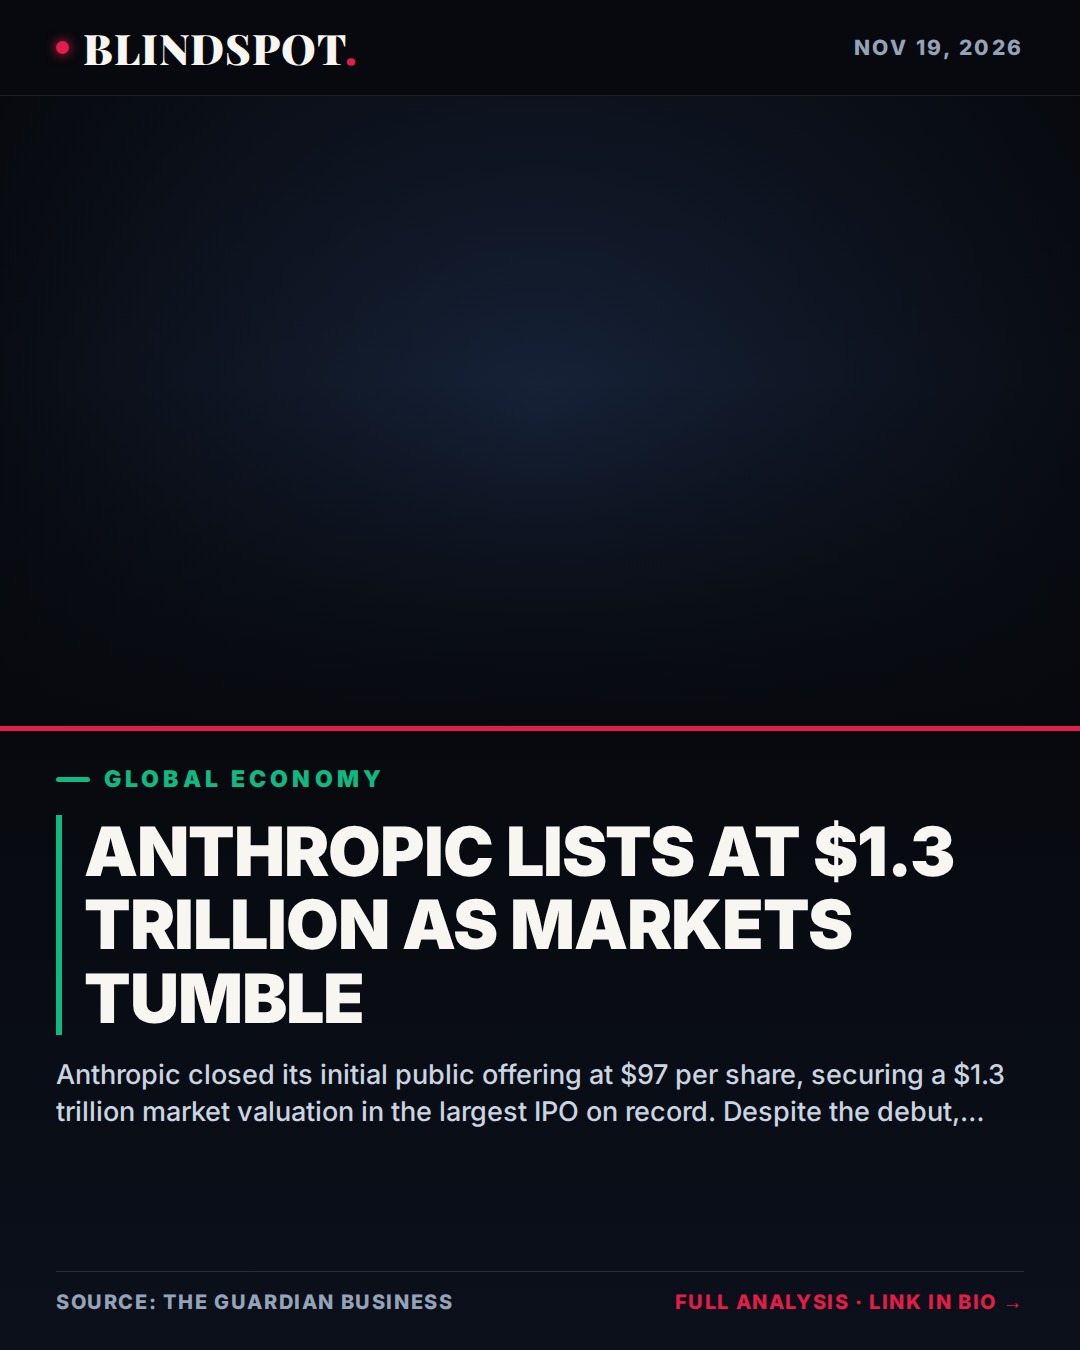 BLINDSPOT.
NOV 19, 2026
GLOBAL ECONOMY
ANTHROPIC LISTS AT $1.3
TRILLION AS MARKETS
TUMBLE
Anthropic closed its initial public offering at $97 per share, securing a $1.3
trillion market valuation in the largest IPO on record. Despite the debut,...
SOURCE: THE GUARDIAN BUSINESS
FULL ANALYSIS · LINK IN BIO →